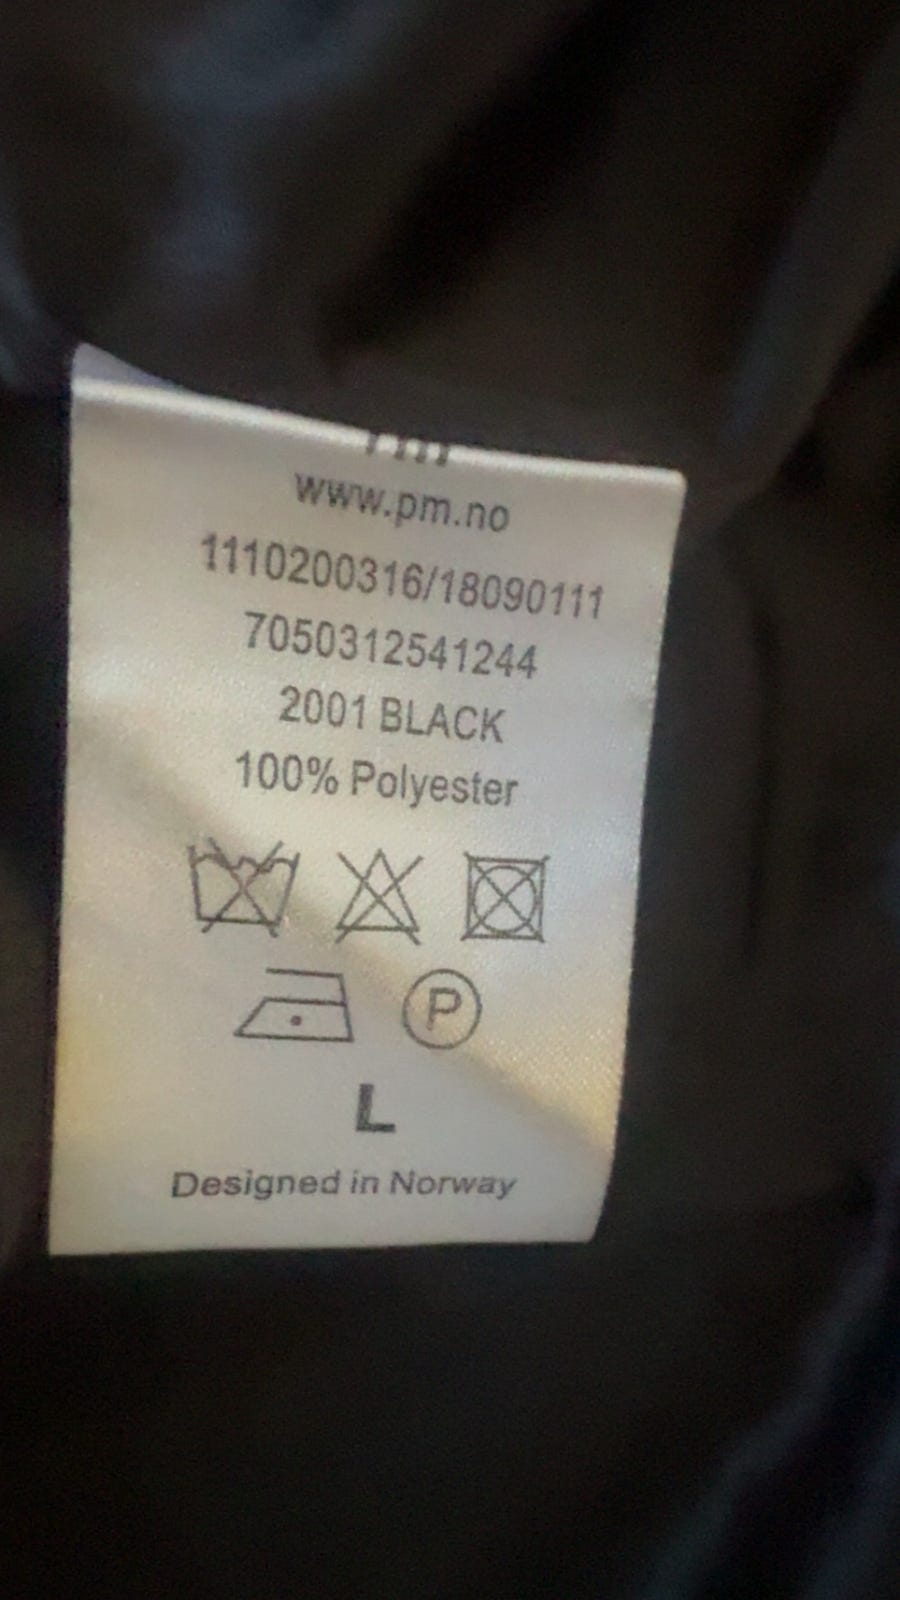 www.pm.no
1110200316/18090111
7050312541244
2001 BLACK
100% Polyester
P
L
Designed in Norway